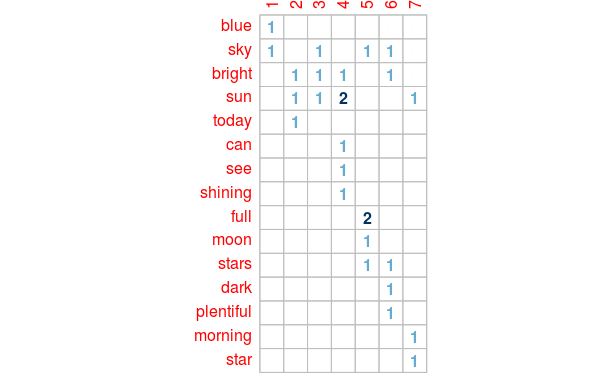 1 2 3 4 5 6 7
blue 1
sky 1 1 1 1
bright 1 1 1 1
sun 1 1 2 1
today 1
can 1
see 1
shining 1
full 2
moon 1
stars 1 1
dark 1
plentiful 1
morning 1
star 1